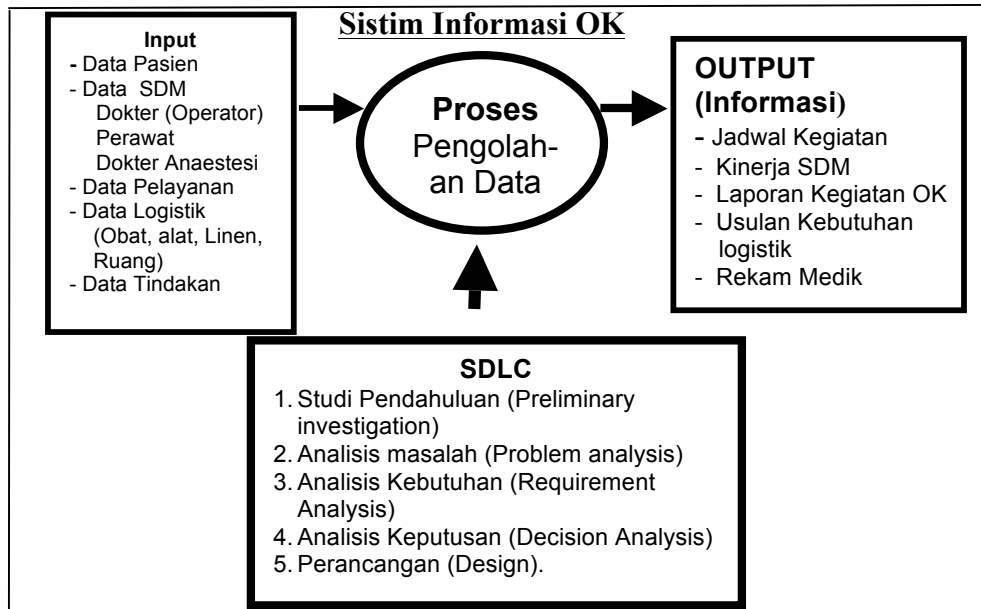 Sistim Informasi OK
Input
- Data Pasien
- Data SDM
Dokter (Operator)
Perawat
Dokter Anaestesi
- Data Pelayanan
- Data Logistik
(Obat, alat, Linen,
Ruang)
- Data Tindakan
Proses
Pengolah-
an Data
OUTPUT
(Informasi)
- Jadwal Kegiatan
- Kinerja SDM
- Laporan Kegiatan OK
- Usulan Kebutuhan
logistik
- Rekam Medik
SDLC
1. Studi Pendahuluan (Preliminary
investigation)
2. Analisis masalah (Problem analysis)
3. Analisis Kebutuhan (Requirement
Analysis)
4. Analisis Keputusan (Decision Analysis)
5. Perancangan (Design).